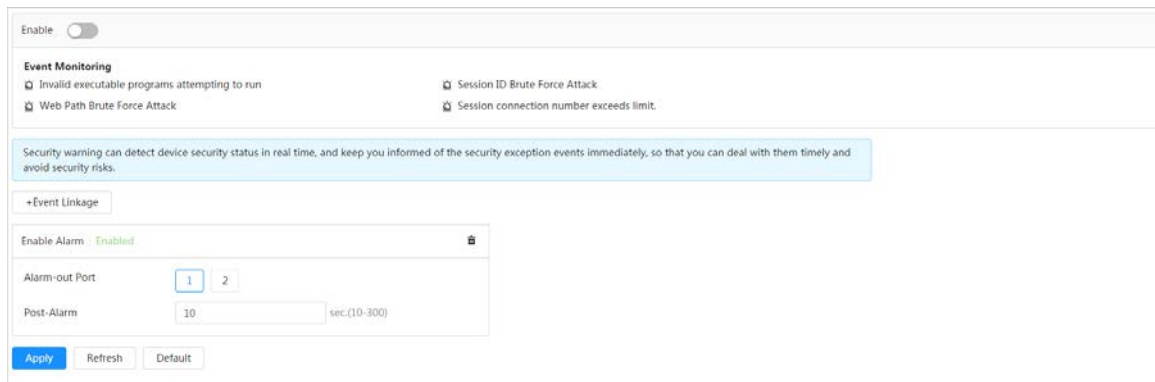 Enable
Event Monitoring
Invalid executable programs attempting to run
Session ID Brute Force Attack
Web Path Brute Force Attack
Session connection number exceeds limit.
Security warning can detect device security status in real time, and keep you informed of the security exception events immediately, so that you can deal with them timely and
avoid security risks.
+Event Linkage
Enable Alarm Enabled
Alarm-out Port 1 2
Post-Alarm 10 sec.(10-300)
Apply Refresh Default